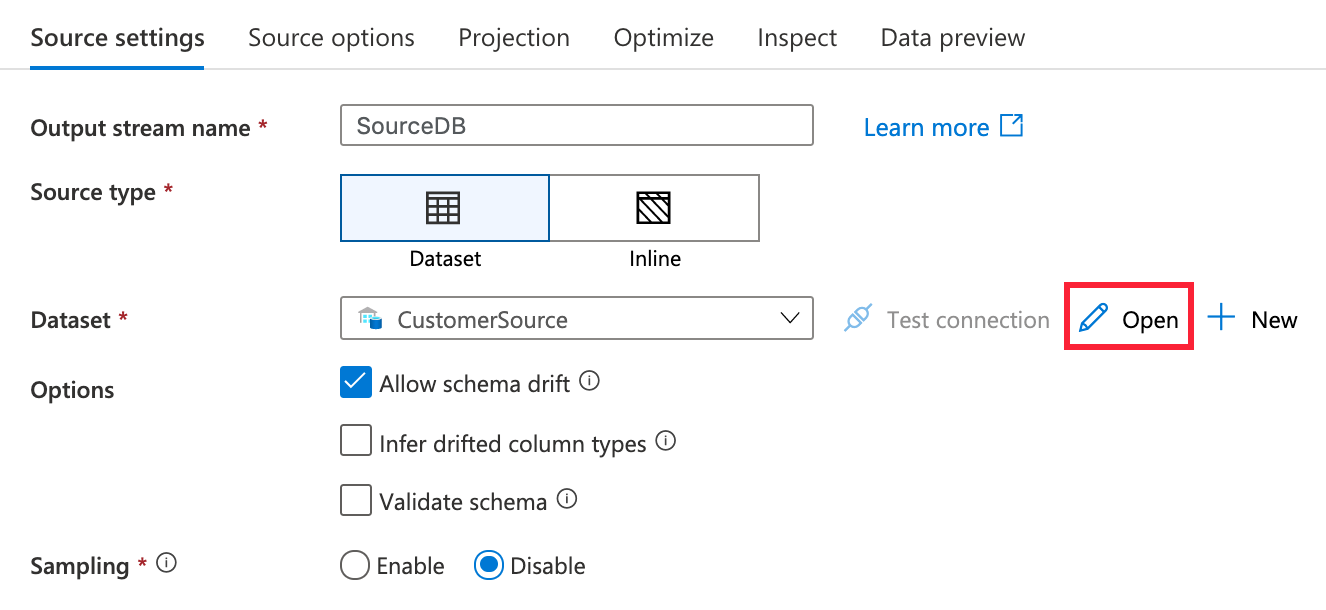 Source settings Source options Projection Optimize Inspect Data preview
Output stream name * SourceDB Learn more
Source type *
Dataset Inline
Dataset * CustomerSource Test connection Open New
Options Allow schema drift
Infer drifted column types
Validate schema
Sampling * Enable Disable